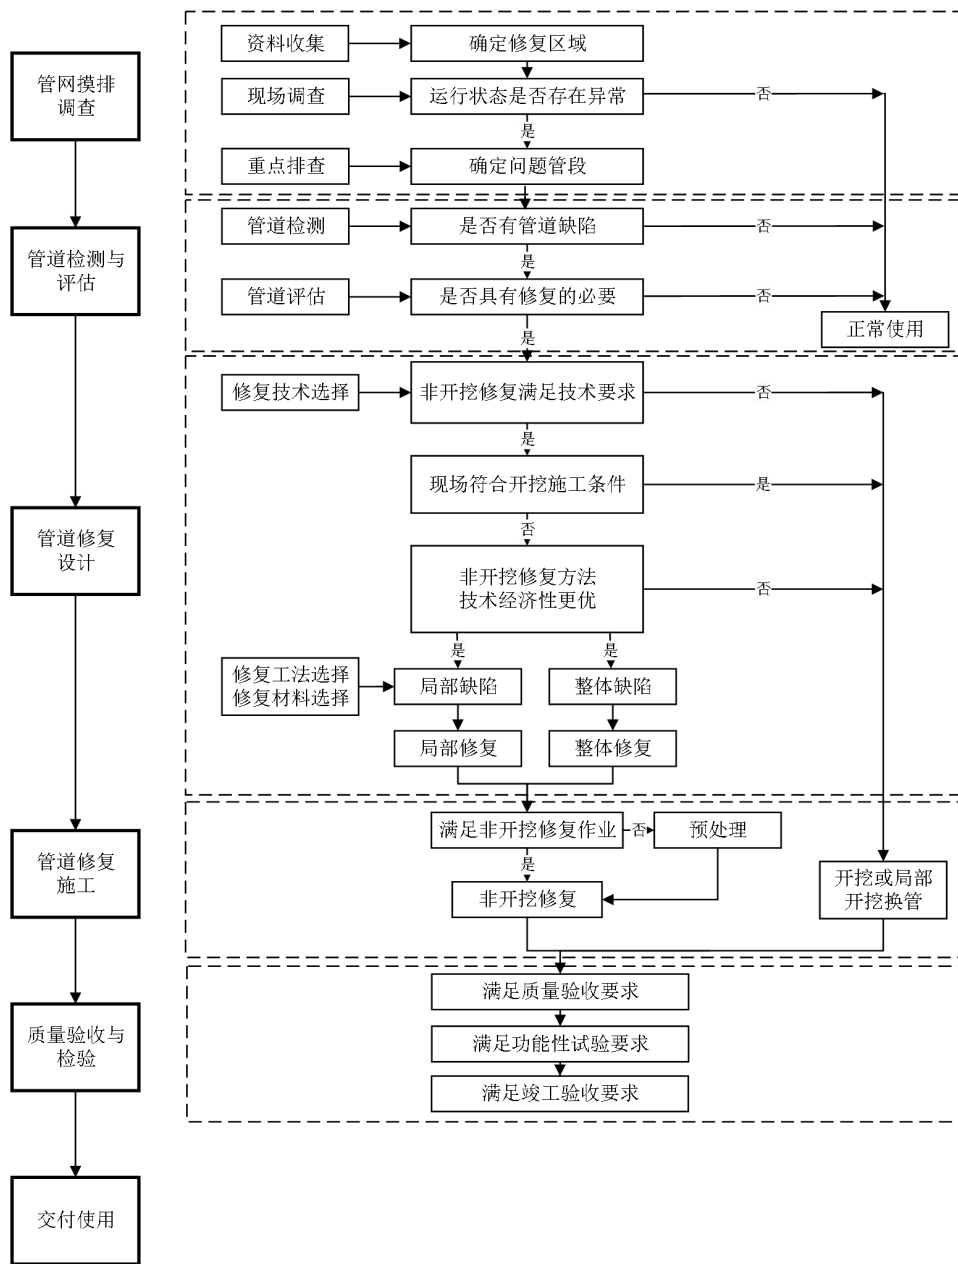 资料收集
确定修复区域
管网摸排
调查
现场调查
运行状态是否存在异常
否
是
重点排查
确定问题管段
管道检测与
评估
管道检测
是否有管道缺陷
否
是
管道评估
是否具有修复的必要
否
正常使用
是
修复技术选择
非开挖修复满足技术要求
否
是
现场符合开挖施工条件
是
否
管道修复
设计
非开挖修复方法
技术经济性更优
否
是
是
修复工法选择
修复材料选择
局部缺陷
整体缺陷
局部修复
整体修复
管道修复
施工
满足非开挖修复作业
否
预处理
是
非开挖修复
开挖或局部
开挖换管
质量验收与
检验
满足质量验收要求
满足功能性试验要求
满足竣工验收要求
交付使用